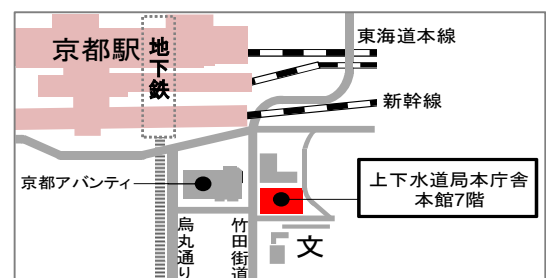 京都駅
地下鉄
東海道本線
新幹線
京都アバンティ
上下水道局本庁舎
本館7階
烏丸通り
竹田街道
文